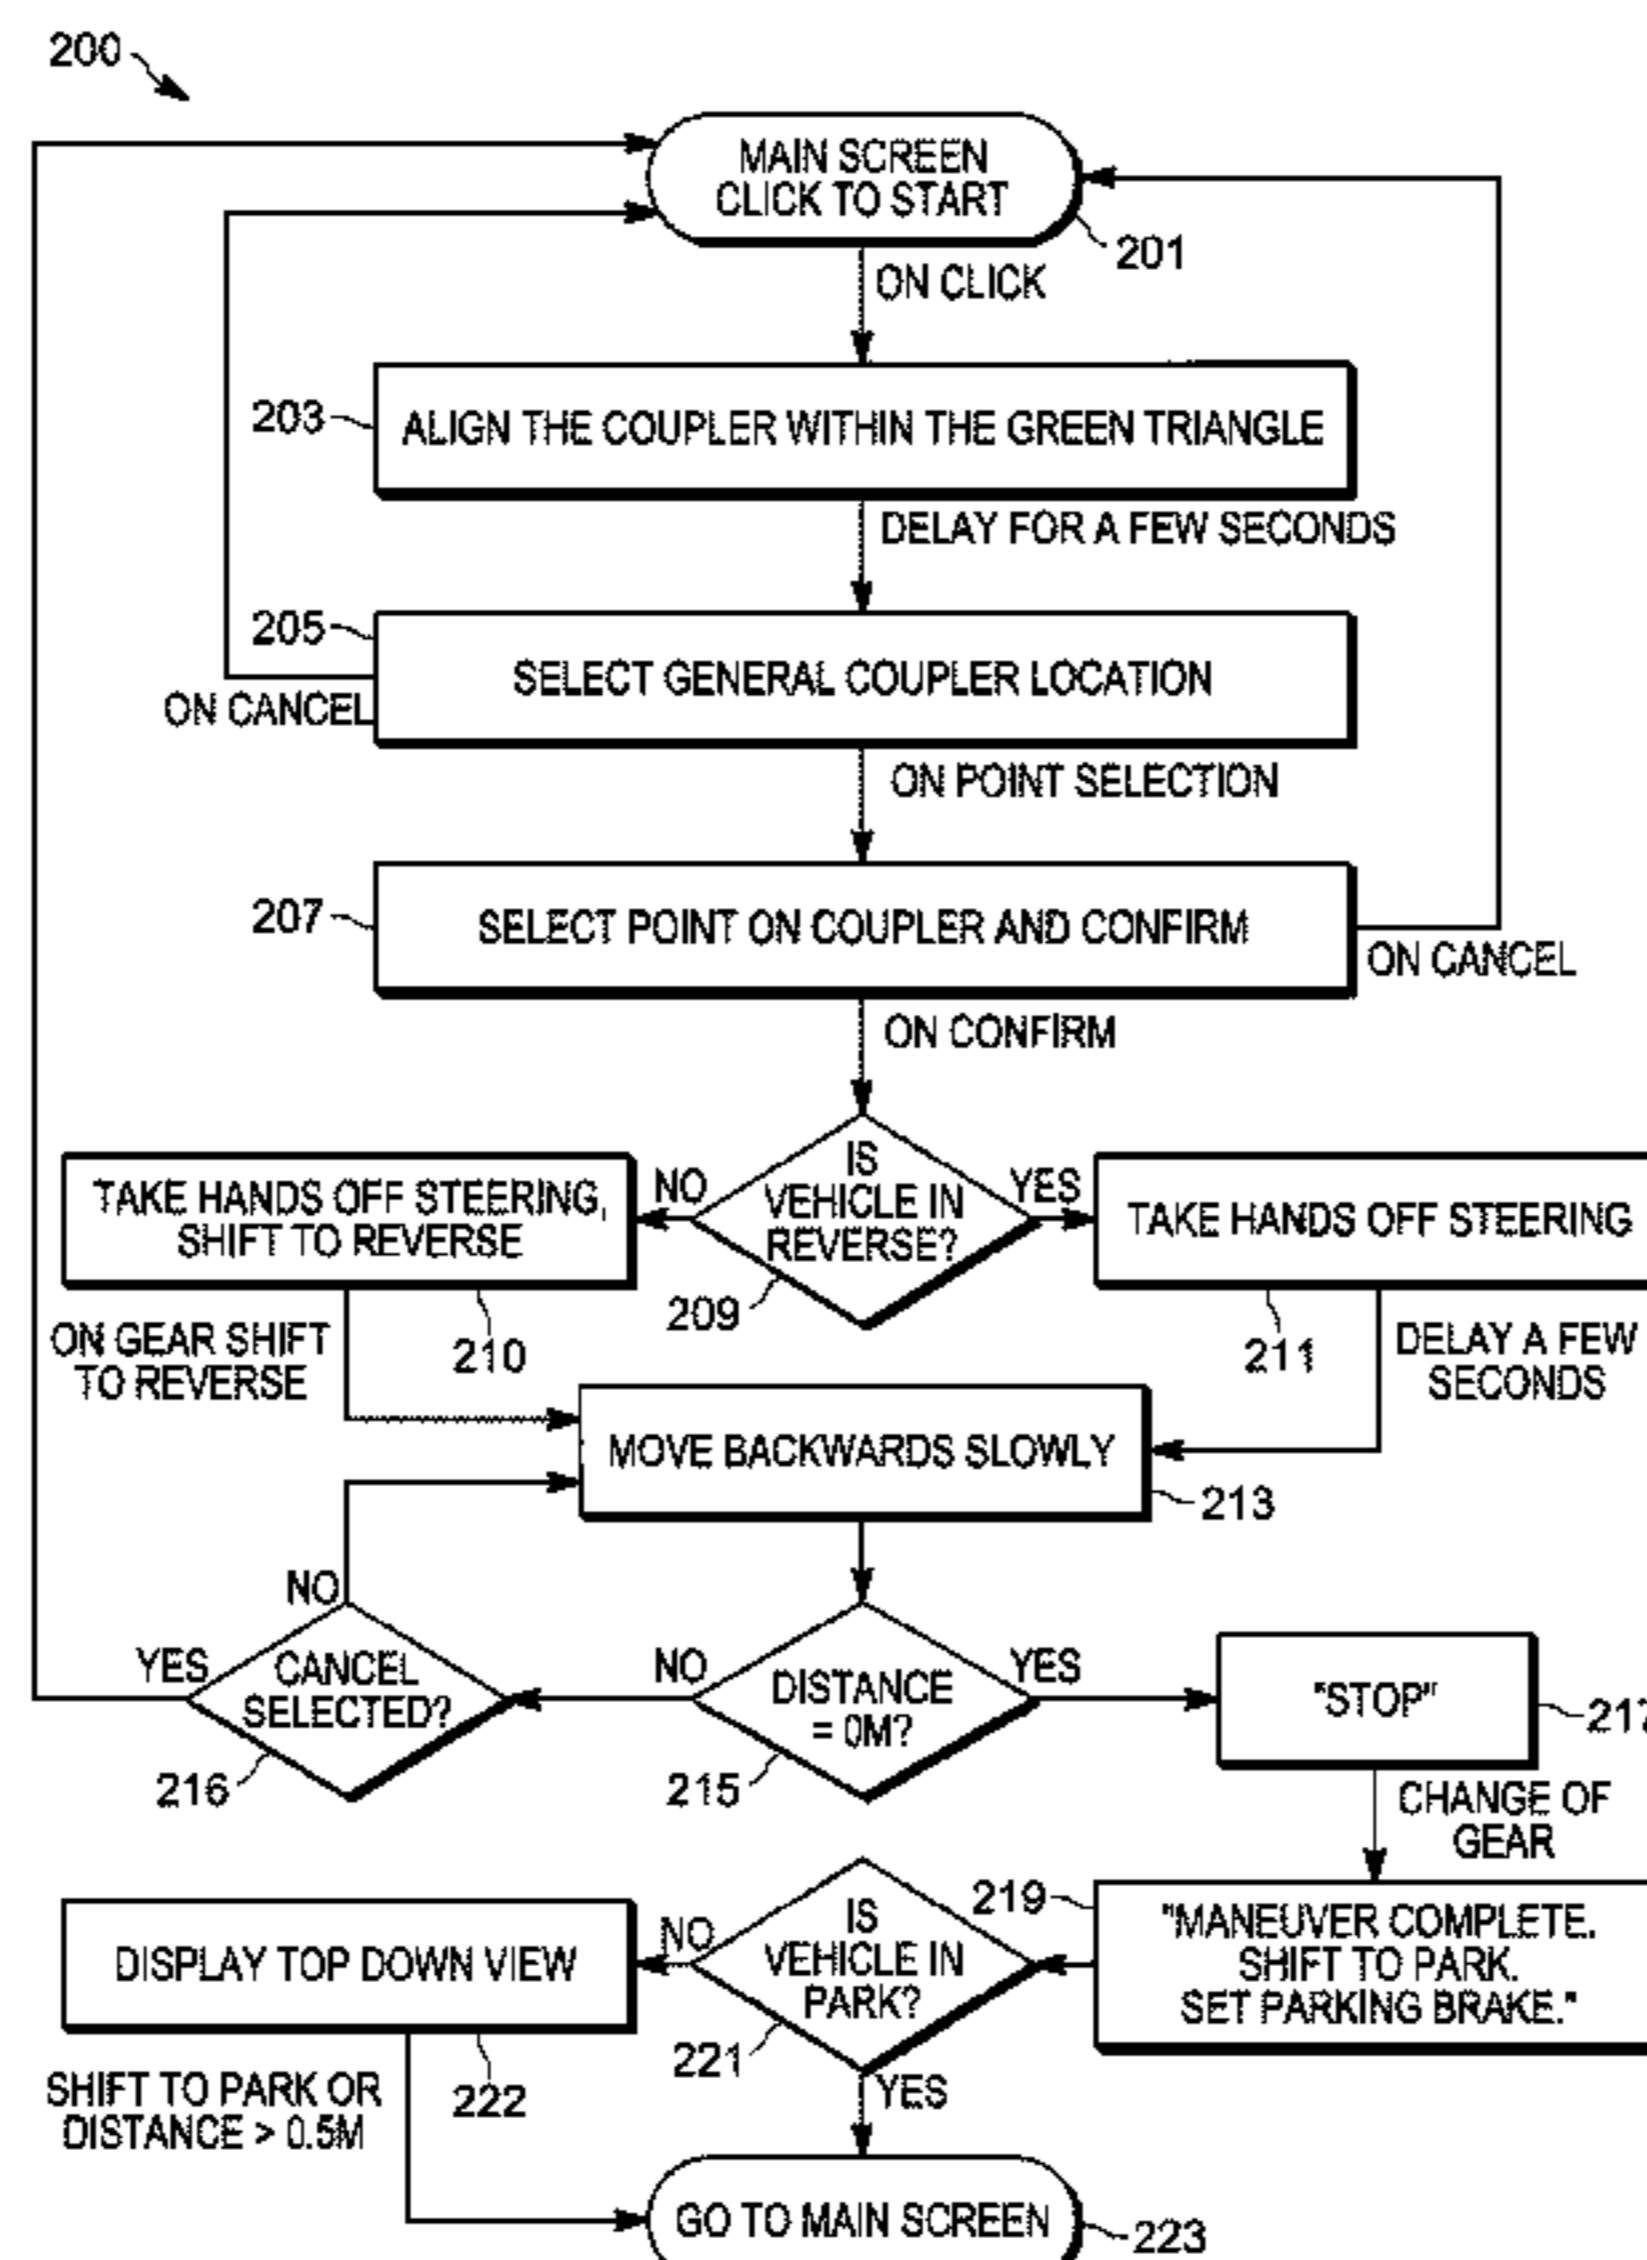 200
MAIN SCREEN
CLICK TO START
201
ON CLICK
203
ALIGN THE COUPLER WITHIN THE GREEN TRIANGLE
DELAY FOR A FEW SECONDS
205
SELECT GENERAL COUPLER LOCATION
ON CANCEL
ON POINT SELECTION
207
SELECT POINT ON COUPLER AND CONFIRM
ON CANCEL
ON CONFIRM
IS
VEHICLE IN
REVERSE?
209
NO
YES
TAKE HANDS OFF STEERING,
SHIFT TO REVERSE
210
TAKE HANDS OFF STEERING
211
ON GEAR SHIFT
TO REVERSE
DELAY A FEW
SECONDS
MOVE BACKWARDS SLOWLY
213
NO
YES
CANCEL
SELECTED?
216
NO
DISTANCE
= 0M?
215
YES
"STOP"
217
CHANGE OF
GEAR
219
"MANEUVER COMPLETE.
SHIFT TO PARK.
SET PARKING BRAKE."
IS
VEHICLE IN
PARK?
221
NO
DISPLAY TOP DOWN VIEW
222
YES
SHIFT TO PARK OR
DISTANCE > 0.5M
GO TO MAIN SCREEN
223